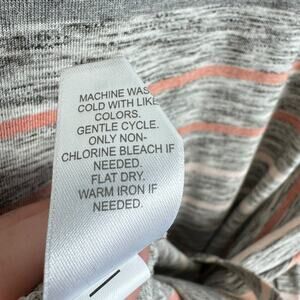 MACHINE WAS
COLD WITH LIKE
COLORS.
GENTLE CYCLE.
ONLY NON-
CHLORINE BLEACH IF
NEEDED.
FLAT DRY.
WARM IRON IF
NEEDED.